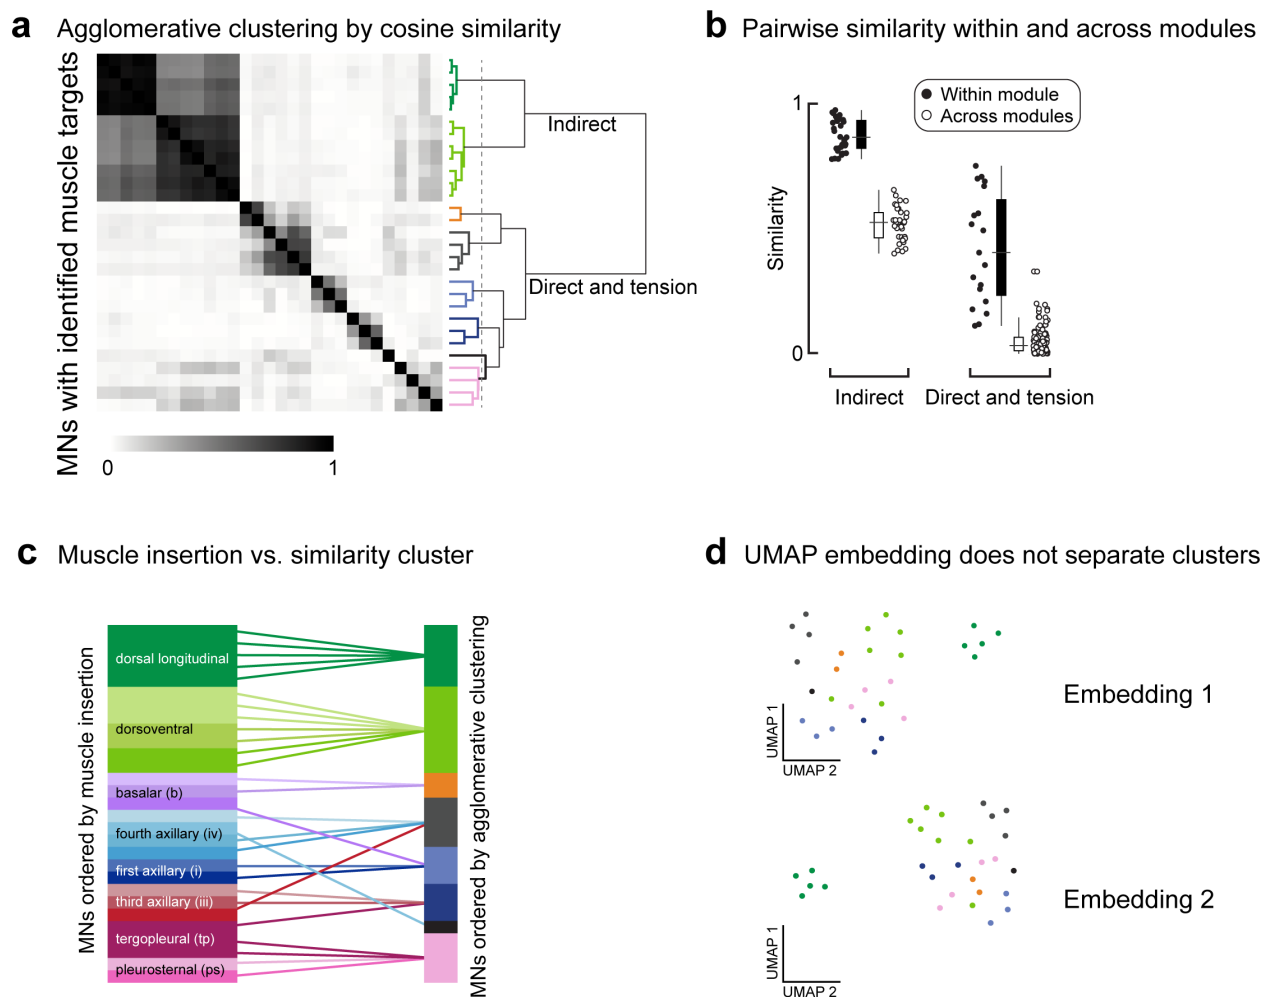 a Agglomerative clustering by cosine similarity
MNs with identified muscle targets
Indirect
Direct and tension
0 1
b Pairwise similarity within and across modules
Within module
Across modules
1
Similarity
0
Indirect Direct and tension
c Muscle insertion vs. similarity cluster
MNs ordered by muscle insertion
dorsal longitudinal
dorsoventral
basalar (b)
fourth axillary (iv)
first axillary (i)
third axillary (iii)
tergopleural (tp)
pleurosternal (ps)
MNs ordered by agglomerative clustering
d UMAP embedding does not separate clusters
Embedding 1
UMAP 1
UMAP 2
Embedding 2
UMAP 1
UMAP 2